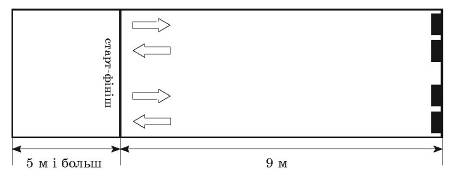 старт-фініш
5 м і больш
9 м